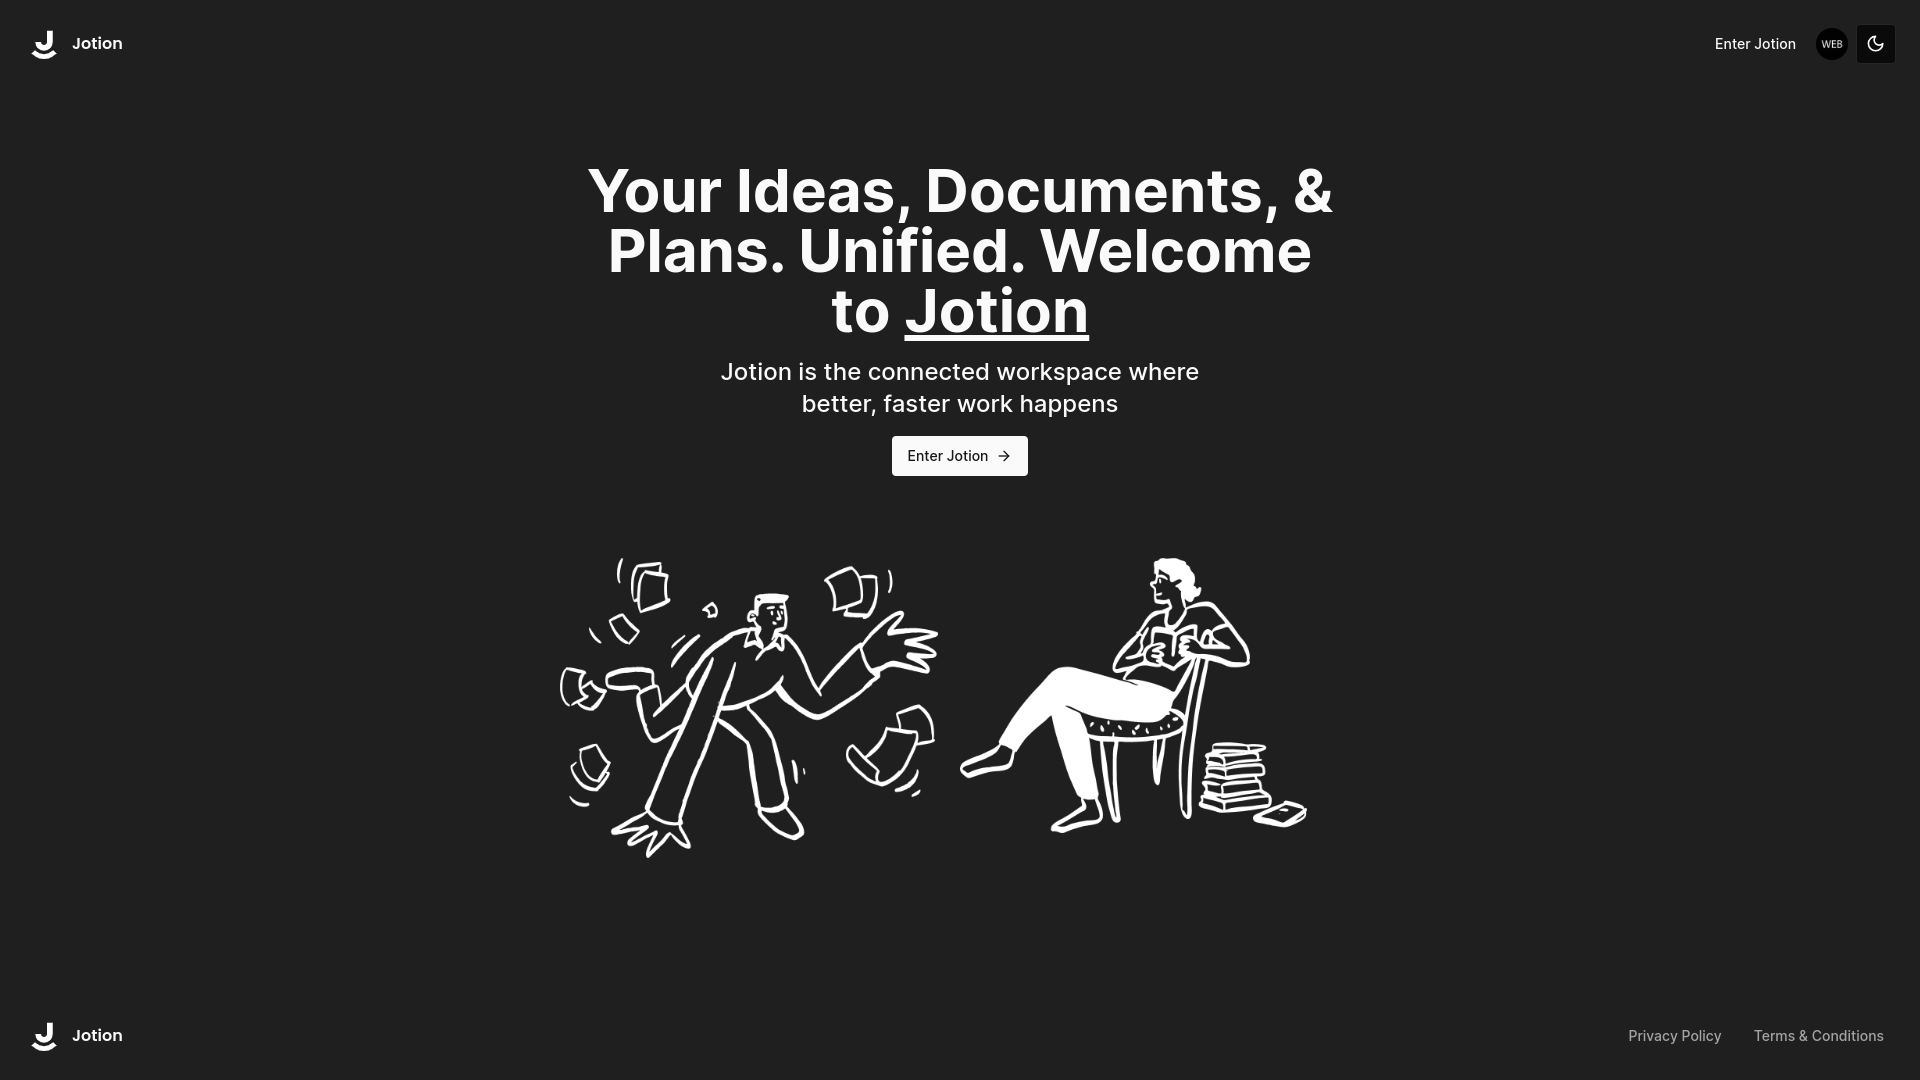 Jotion
Enter Jotion
WEB
Your Ideas, Documents, &
Plans. Unified. Welcome
to Jotion
Jotion is the connected workspace where
better, faster work happens
Enter Jotion
Jotion
Privacy Policy
Terms & Conditions